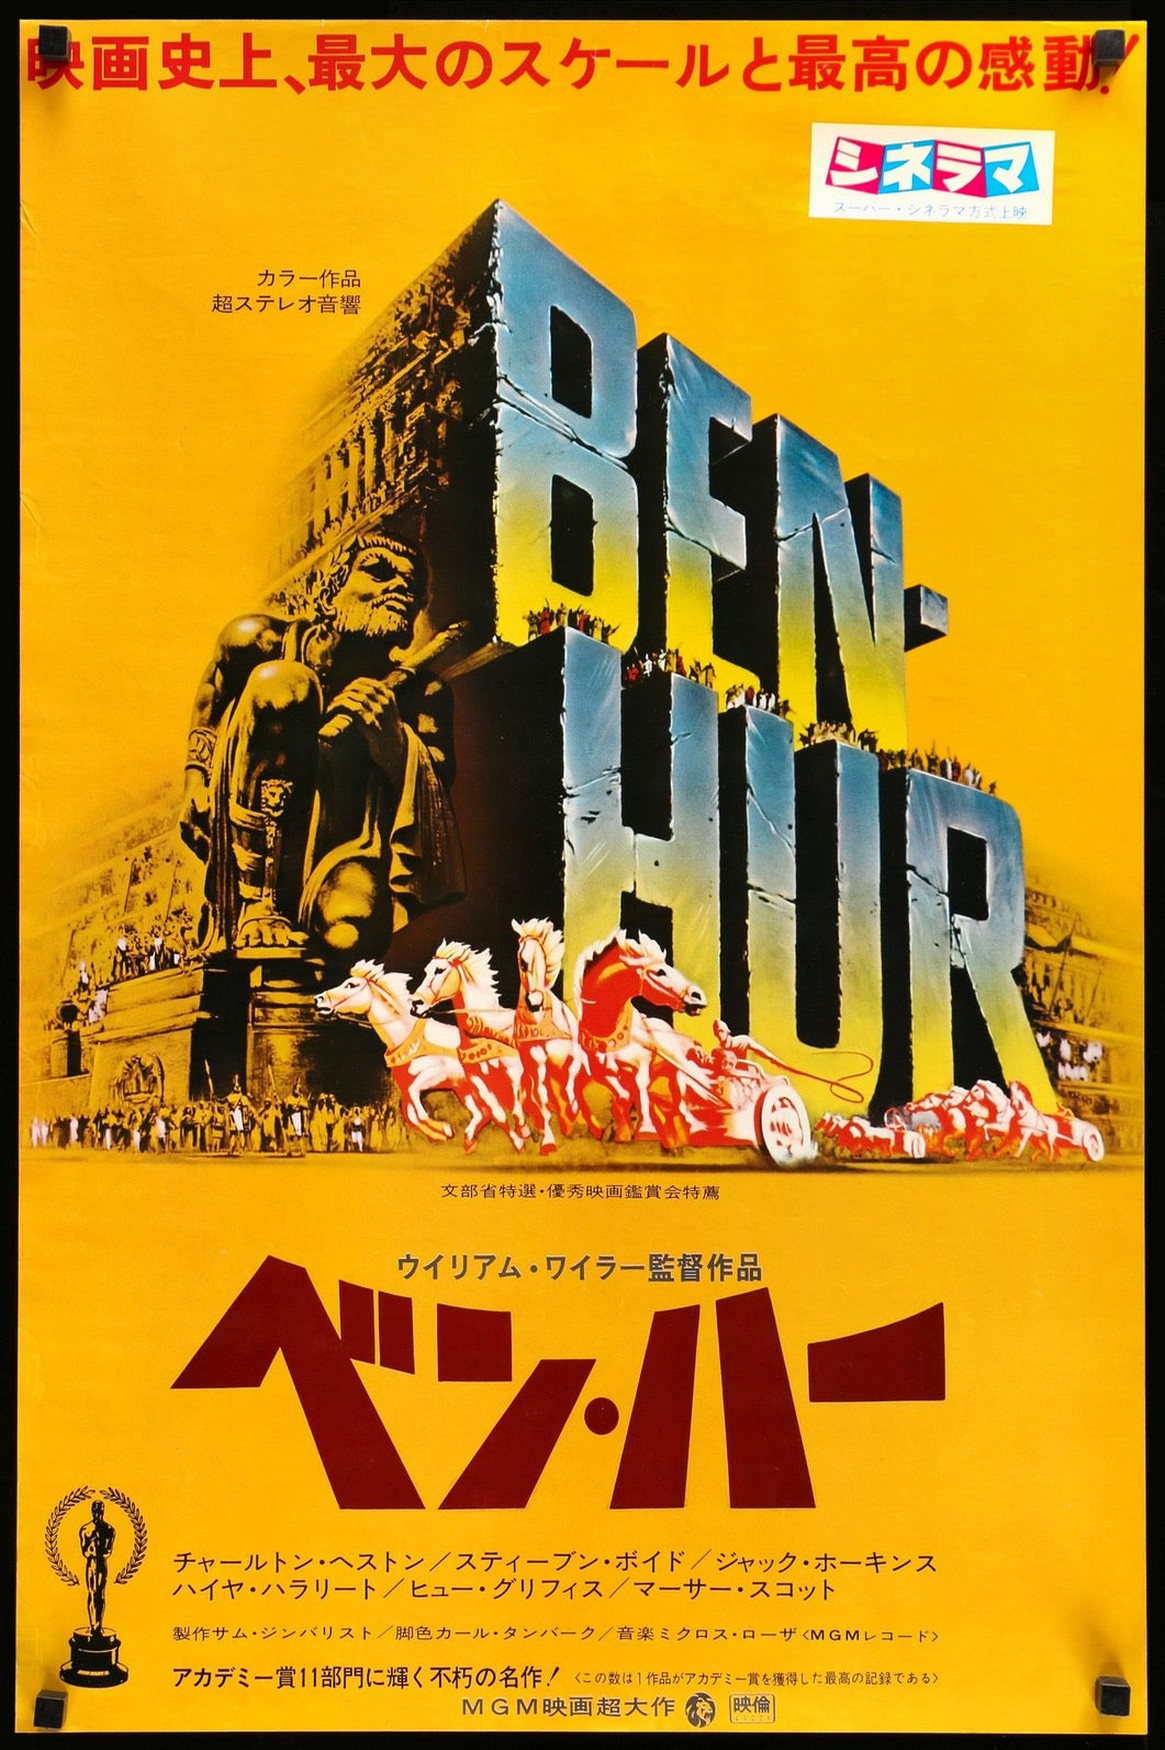 映画史上、最大のスケールと最高の感動!
シネラマ
スーパー・シネラマ方式上映
カラー作品
超ステレオ音響
BEN-
HUR
文部省特選・優秀映画鑑賞会特薦
ウイリアム・ワイラー監督作品
ベン・ハー
チャールトン・ヘストン／スティーブン・ボイド／ジャック・ホーキンス
ハイヤ・ハラリート／ヒュー・グリフィス／マーサー・スコット
製作サム・ジンバリスト／脚色カール・タンバーク／音楽ミクロス・ローザ〈MGMレコード〉
アカデミー賞11部門に輝く不朽の名作！〈この数は1作品がアカデミー賞を獲得した最高の記録である〉
MGM映画超大作 映倫